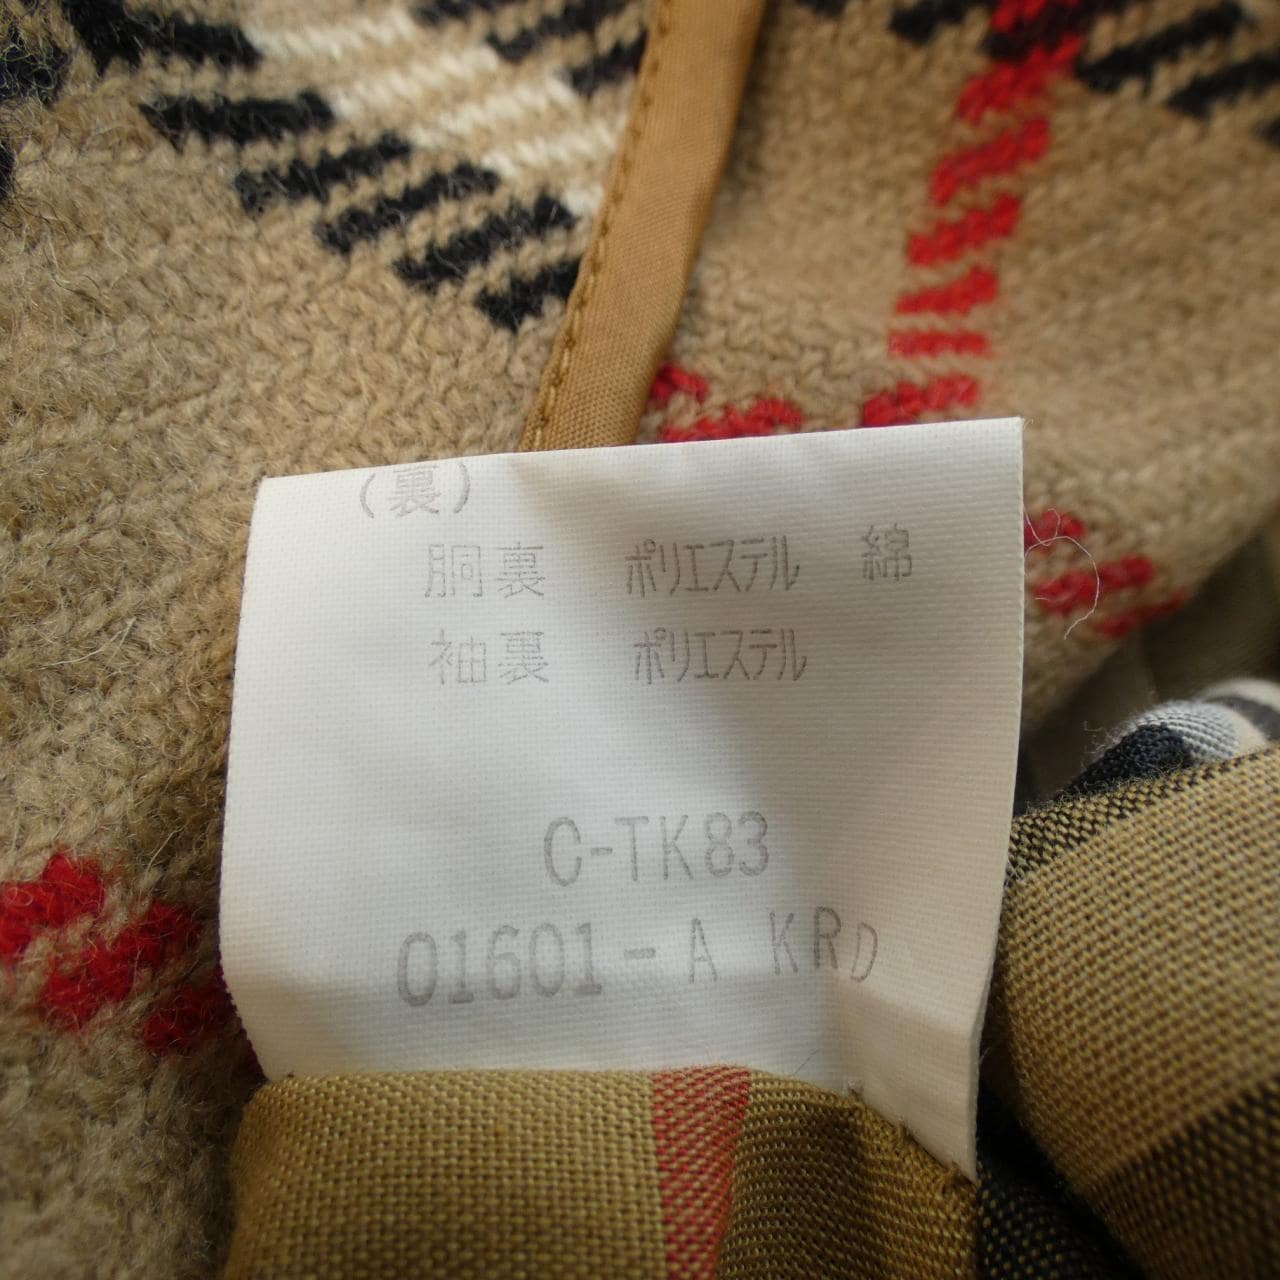 (裏)
胴裏 ポリエステル 綿
袖裏 ポリエステル
C-TK83
01601-A KRD